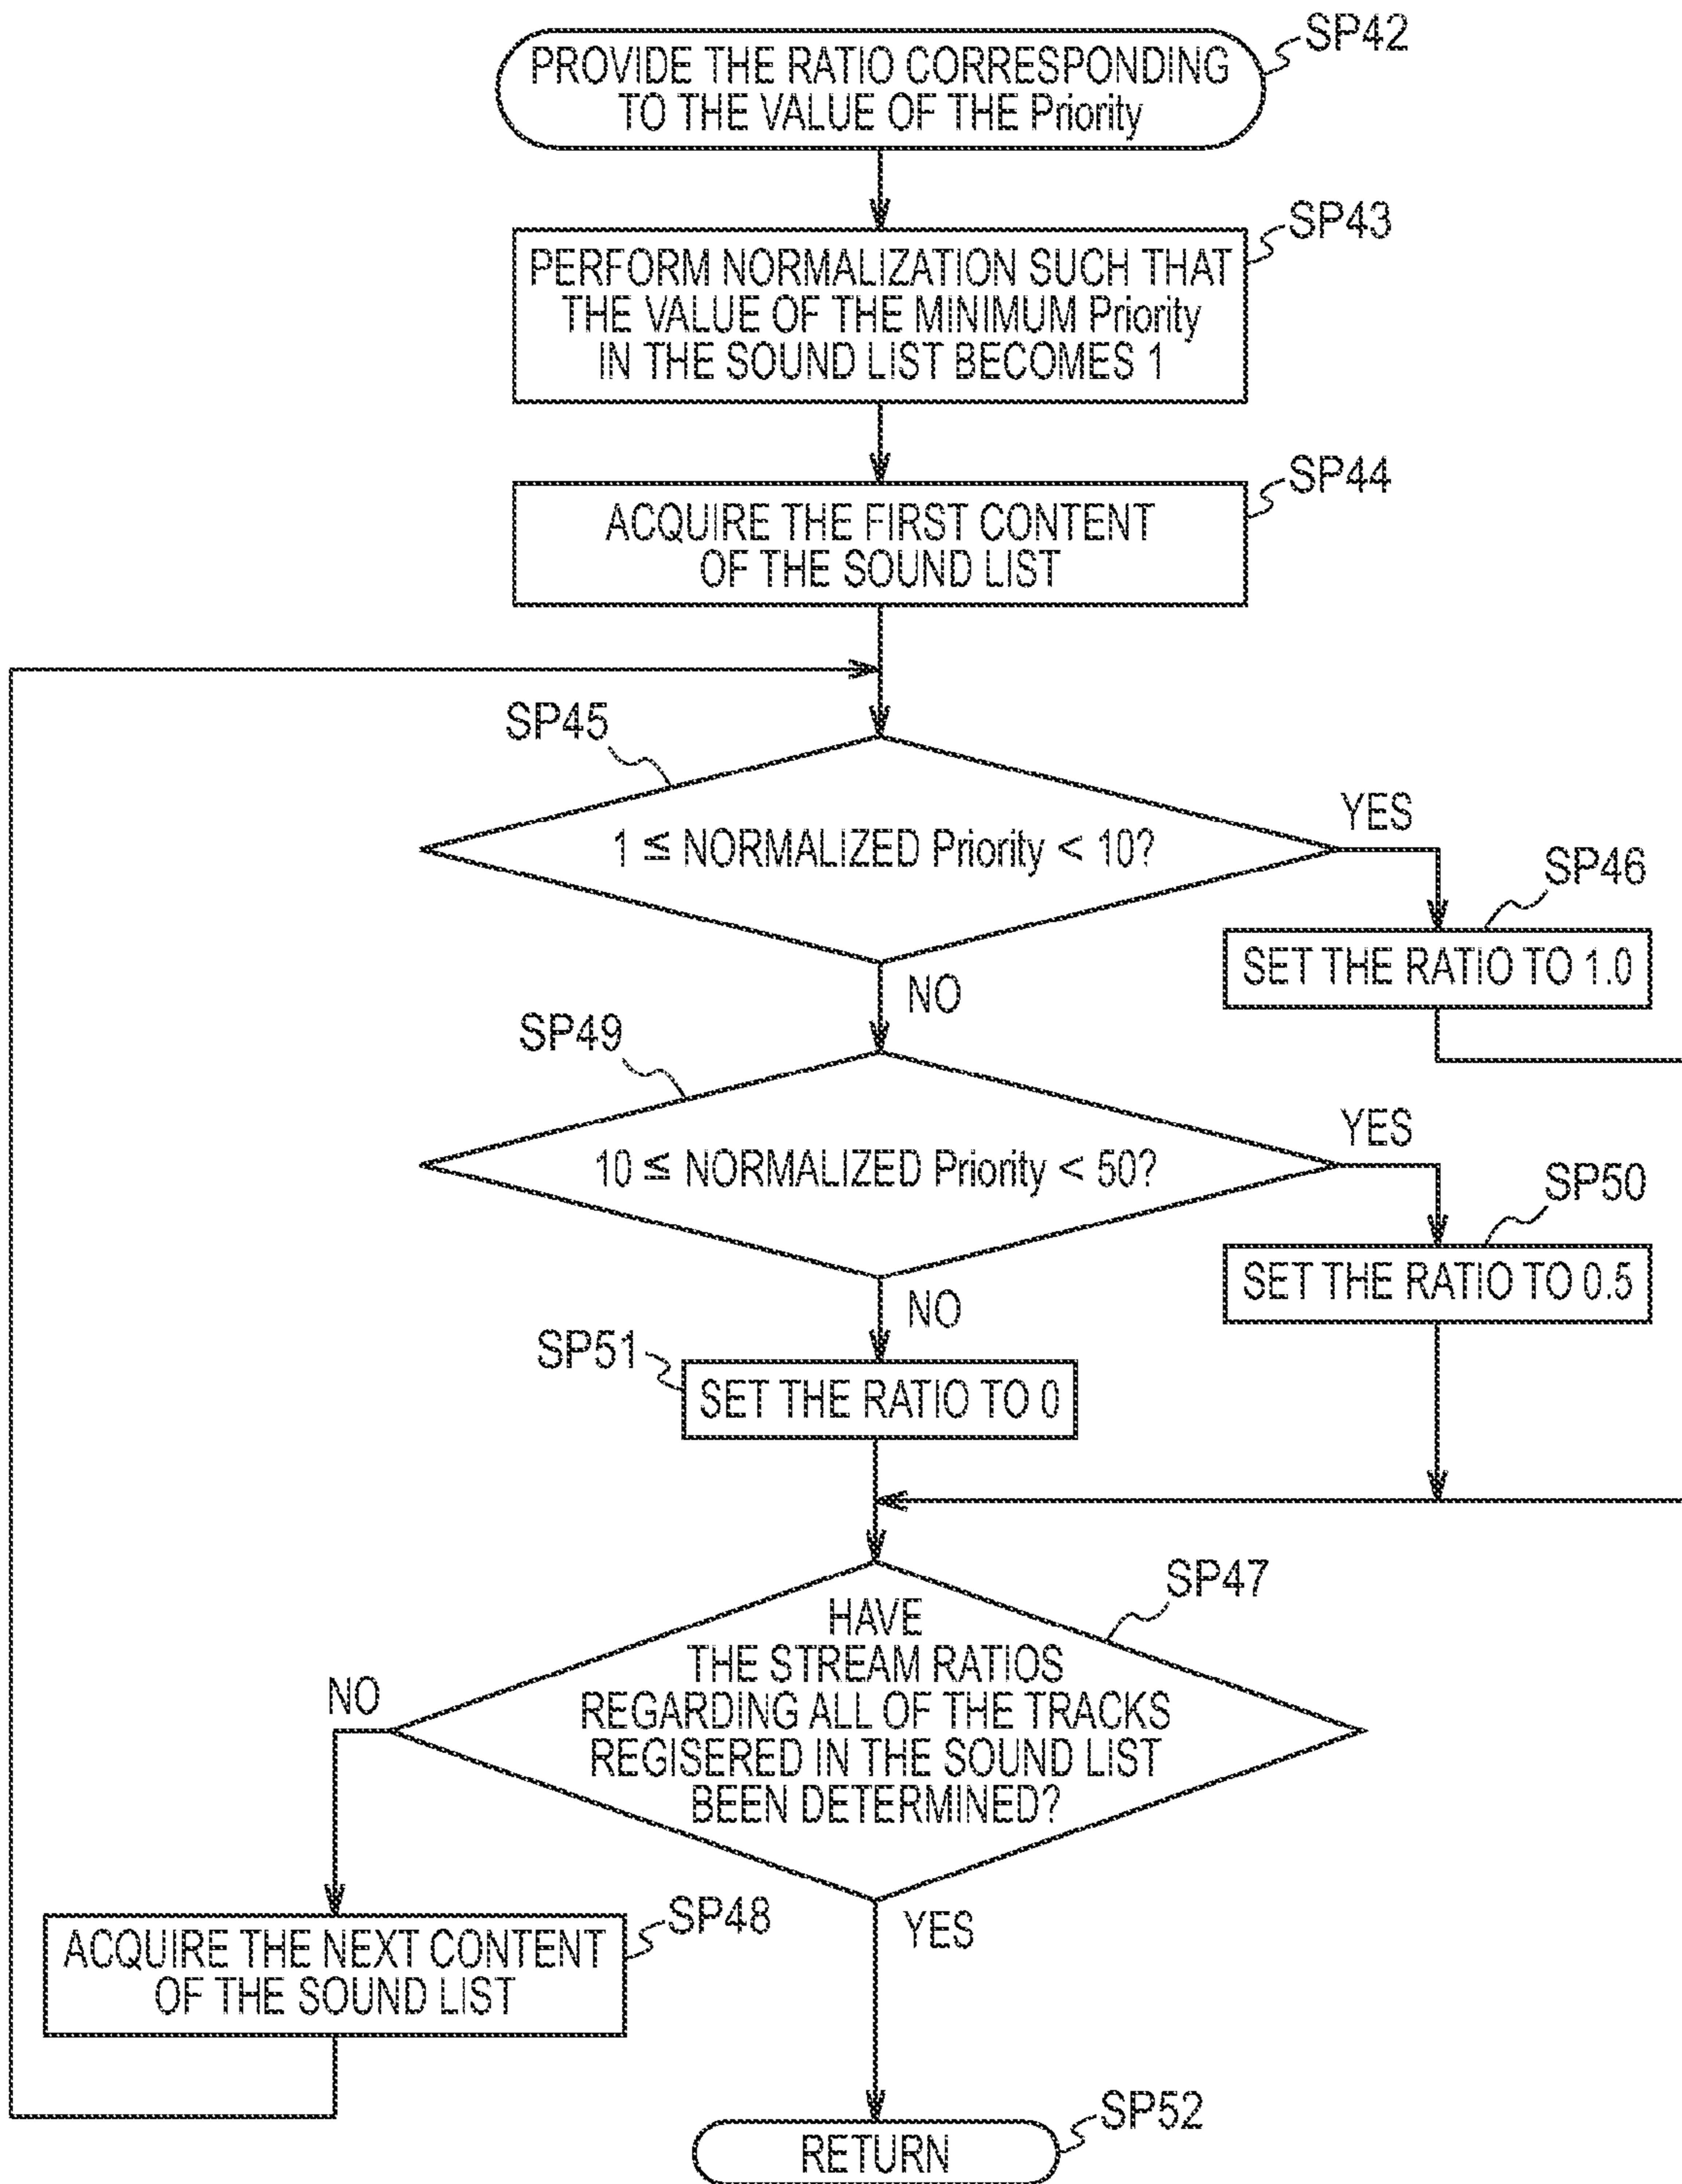 SP42
PROVIDE THE RATIO CORRESPONDING
TO THE VALUE OF THE Priority
SP43
PERFORM NORMALIZATION SUCH THAT
THE VALUE OF THE MINIMUM Priority
IN THE SOUND LIST BECOMES 1
SP44
ACQUIRE THE FIRST CONTENT
OF THE SOUND LIST
SP45
1 ≦ NORMALIZED Priority < 10?
YES
SP46
SET THE RATIO TO 1.0
NO
SP49
10 ≦ NORMALIZED Priority < 50?
YES
SP50
SET THE RATIO TO 0.5
NO
SP51
SET THE RATIO TO 0
SP47
HAVE
THE STREAM RATIOS
REGARDING ALL OF THE TRACKS
REGISERED IN THE SOUND LIST
BEEN DETERMINED?
NO
SP48
ACQUIRE THE NEXT CONTENT
OF THE SOUND LIST
YES
SP52
RETURN